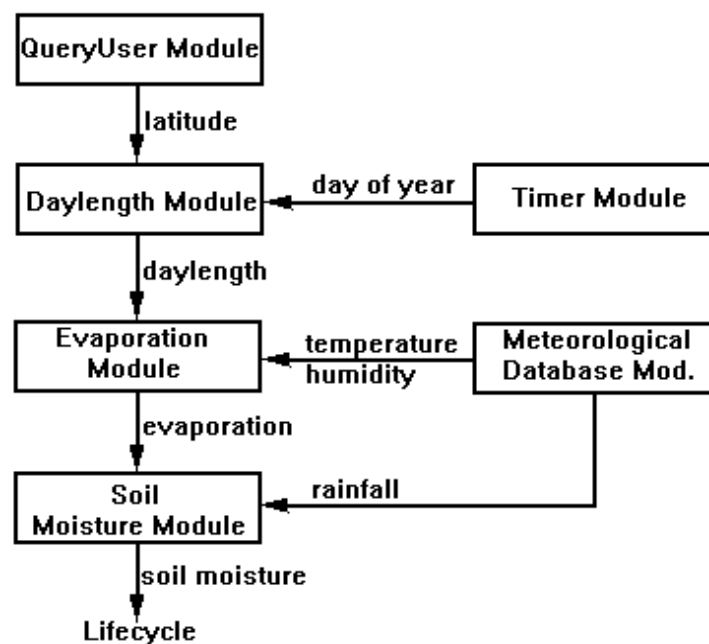 QueryUser Module
latitude
Daylength Module
day of year
Timer Module
daylength
Evaporation
Module
temperature
humidity
Meteorological
Database Mod.
evaporation
Soil
Moisture Module
rainfall
soil moisture
Lifecycle